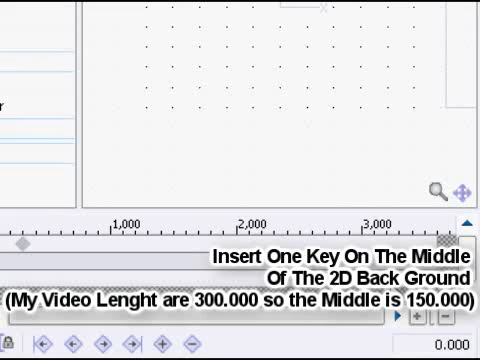 r
1,000 2,000 3,000
Insert One Key On The Middle
Of The 2D Back Ground
(My Video Lenght are 300.000 so the Middle is 150.000)
0.000